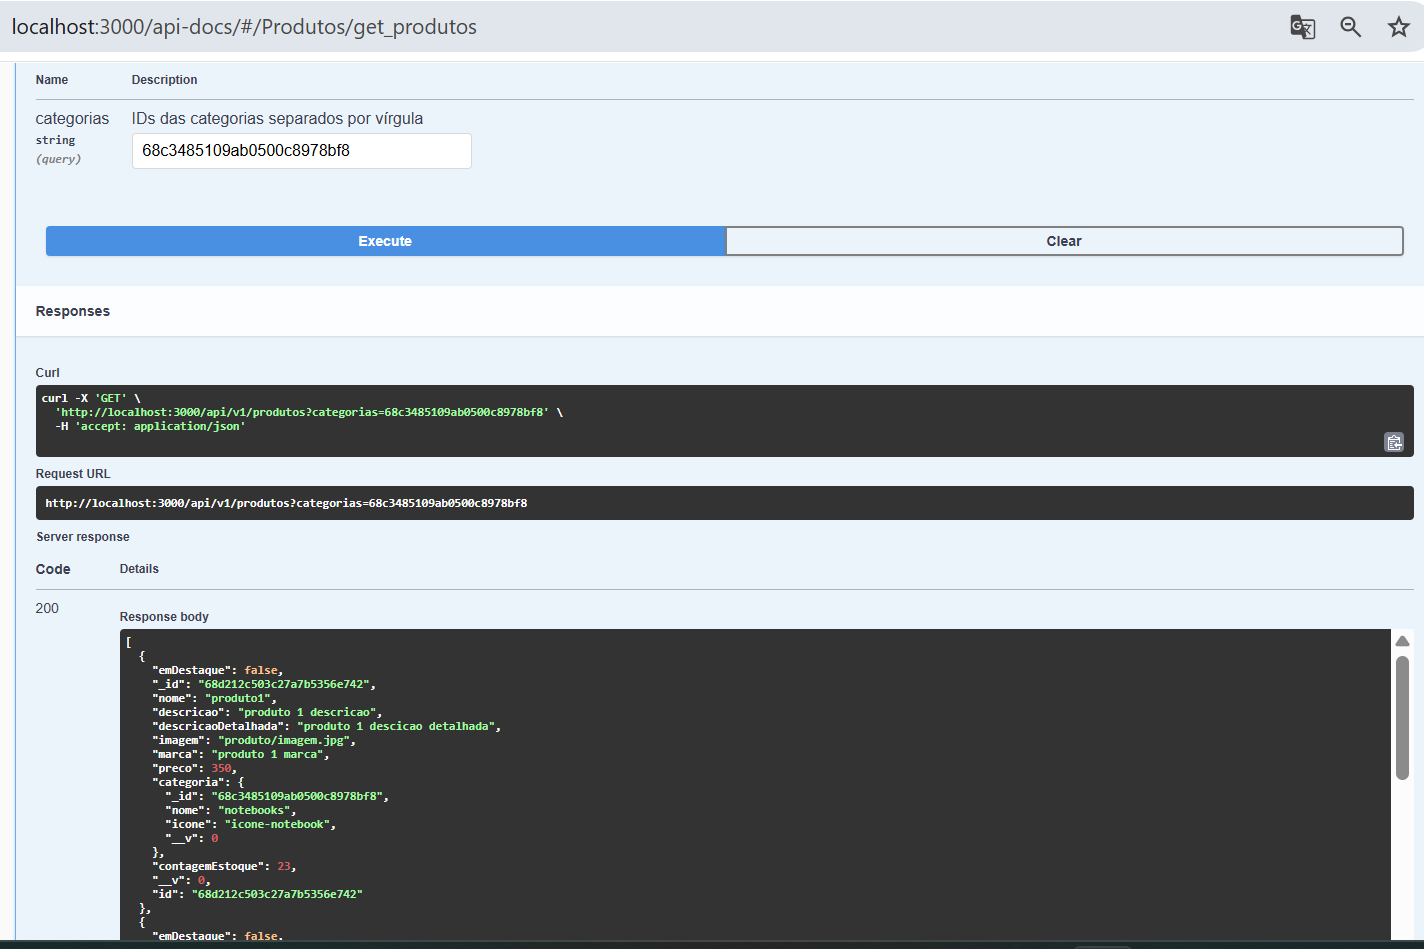 localhost:3000/api-docs/#/Produtos/get_produtos
Name Description
categorias IDs das categorias separados por vírgula
string
(query)
68c3485109ab0500c8978bf8
Execute Clear
Responses
Curl
curl -X 'GET' \
'http://localhost:3000/api/v1/produtos?categorias=68c3485109ab0500c8978bf8' \
-H 'accept: application/json'
Request URL
http://localhost:3000/api/v1/produtos?categorias=68c3485109ab0500c8978bf8
Server response
Code Details
200
Response body
[
{
"emDestaque": false,
"_id": "68d212c503c27a7b5356e742",
"nome": "produto1",
"descricao": "produto 1 descricao",
"descricaoDetalhada": "produto 1 descicao detalhada",
"imagem": "produto/imagem.jpg",
"marca": "produto 1 marca",
"preco": 350,
"categoria": {
"_id": "68c3485109ab0500c8978bf8",
"nome": "notebooks",
"icone": "icone-notebook",
"__v": 0
},
"contagemEstoque": 23,
"__v": 0,
"id": "68d212c503c27a7b5356e742"
},
{
"emDestaque": false,